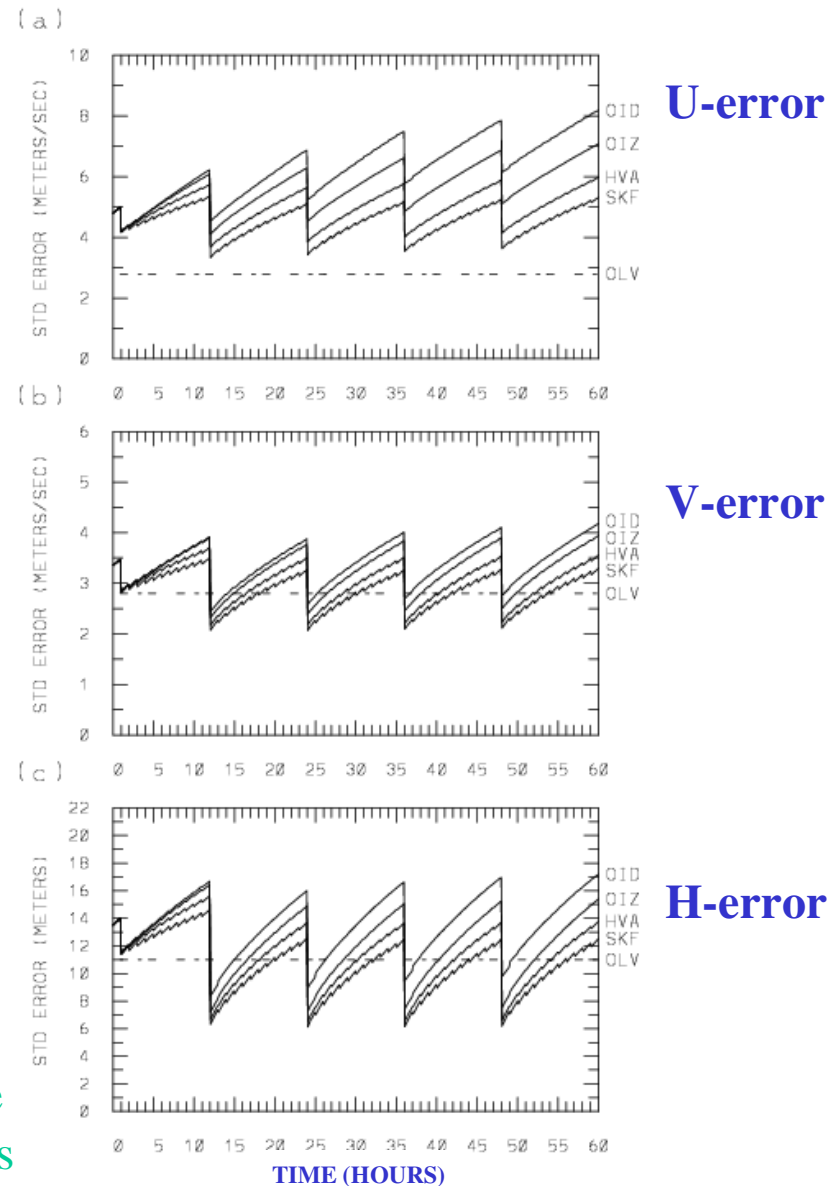 (a)
10
8
6
4
2
0
STD ERROR (METERS/SEC)
OID
OIZ
HVA
SKF
OLV
U-error
(b)
0 5 10 15 20 25 30 35 40 45 50 55 60
6
5
4
3
2
1
0
STD ERROR (METERS/SEC)
OID
OIZ
HVA
SKF
OLV
V-error
(c)
0 5 10 15 20 25 30 35 40 45 50 55 60
22
20
18
16
14
12
10
8
6
4
2
0
STD ERROR (METERS)
OID
OIZ
HVA
SKF
OLV
H-error
0 5 10 15 20 25 30 35 40 45 50 55 60
TIME (HOURS)